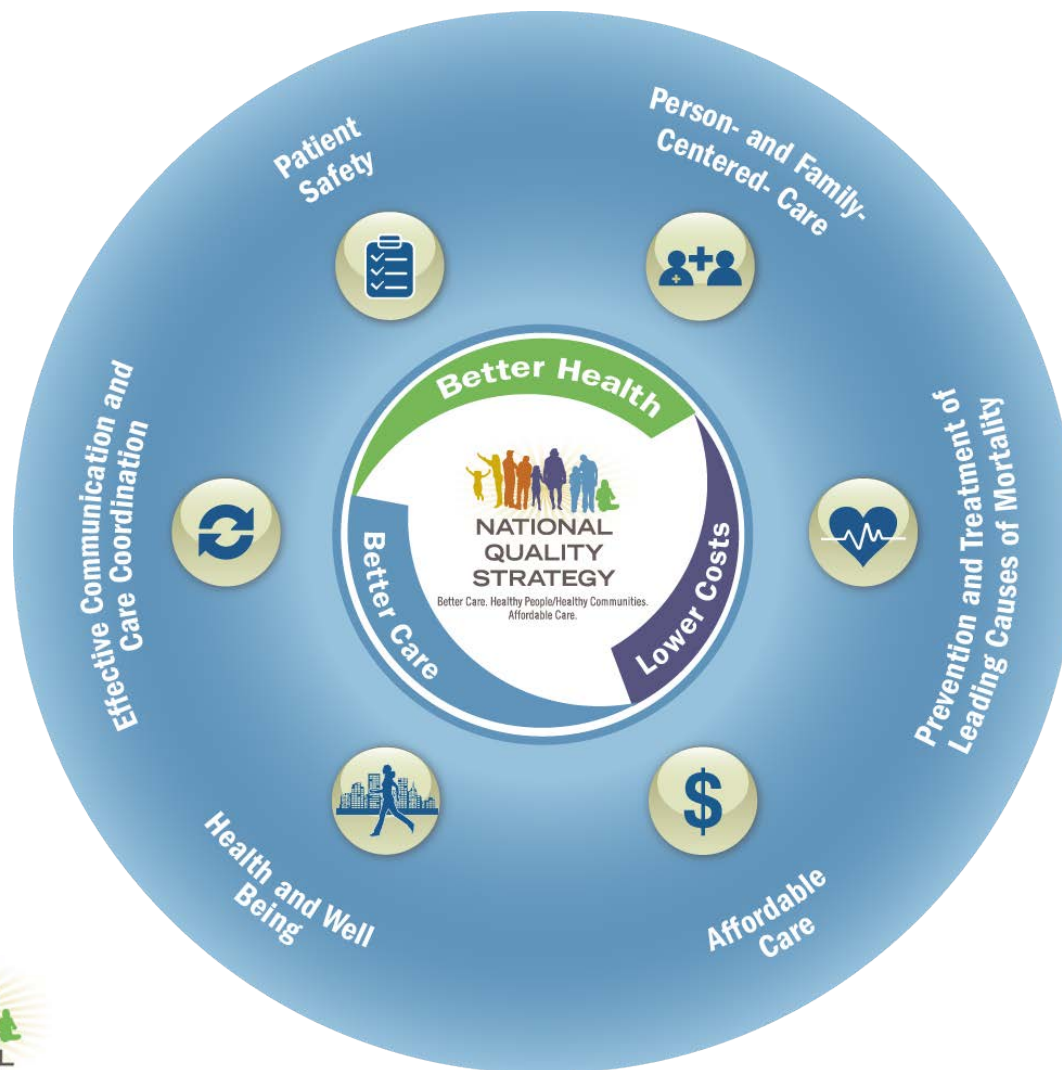 Patient
Safety
Person- and Family-
Centered- Care
Effective Communication and
Care Coordination
Better Health
Better Care
Lower Costs
NATIONAL
QUALITY
STRATEGY
Better Care. Healthy People/Healthy Communities.
Affordable Care.
Prevention and Treatment of
Leading Causes of Mortality
$
Health and Well
Being
Affordable
Care